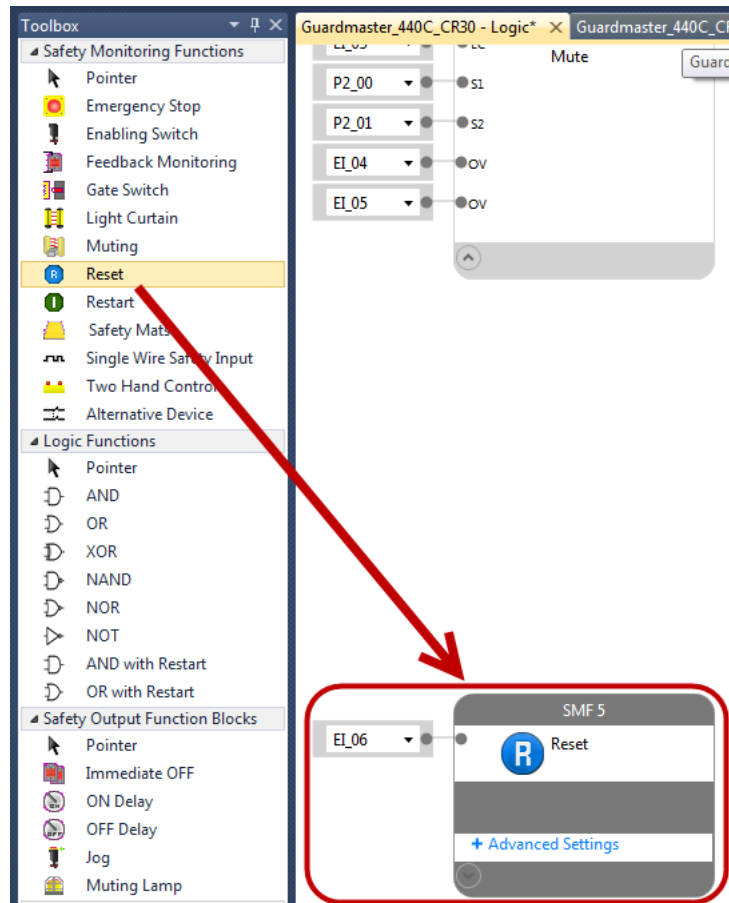 Toolbox
Guardmaster_440C_CR30 - Logic*
Guardmaster_440C_CR
Guard
Safety Monitoring Functions
Pointer
Emergency Stop
Enabling Switch
Feedback Monitoring
Gate Switch
Light Curtain
Muting
Reset
Restart
Safety Mats
Single Wire Safety Input
Two Hand Control
Alternative Device
Logic Functions
Pointer
AND
OR
XOR
NAND
NOR
NOT
AND with Restart
OR with Restart
Safety Output Function Blocks
Pointer
Immediate OFF
ON Delay
OFF Delay
Jog
Muting Lamp
Mute
P2_00 S1
P2_01 S2
EI_04 OV
EI_05 OV
SMF 5
EI_06
R Reset
+ Advanced Settings